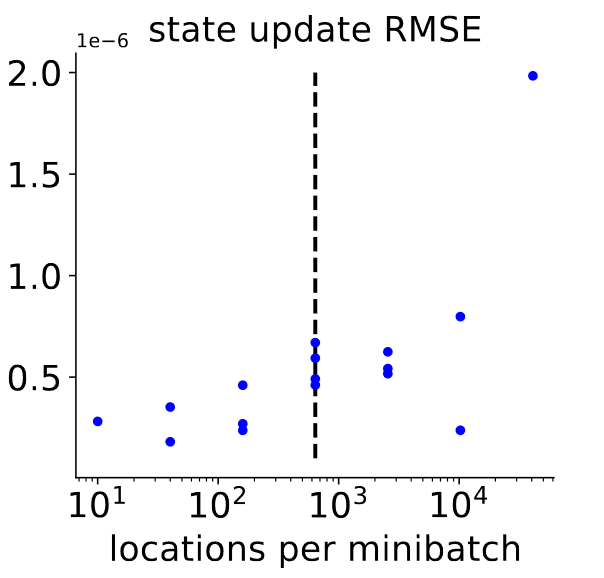 state update RMSE
1e−6
2.0
1.5
1.0
0.5
10¹ 10² 10³ 10⁴
locations per minibatch